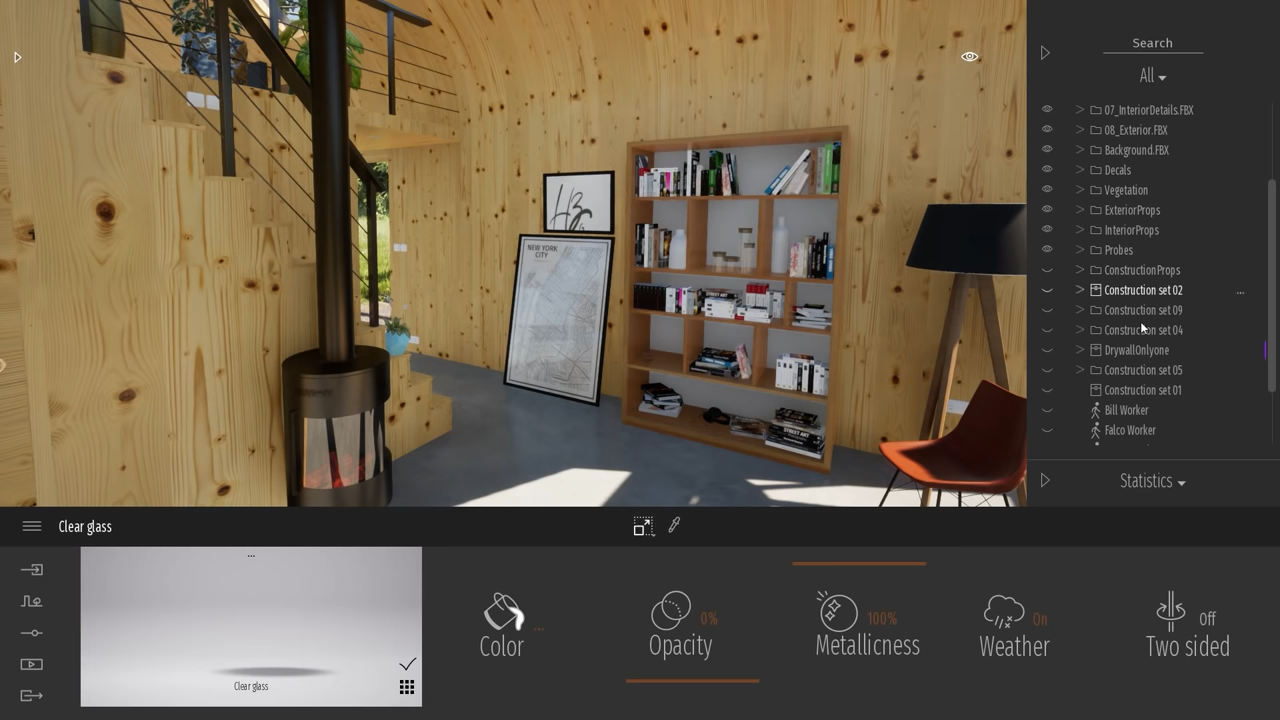 Search
All
07_InteriorDetails.FBX
08_Exterior.FBX
Background.FBX
Decals
Vegetation
ExteriorProps
InteriorProps
Probes
ConstructionProps
Construction set 02
...
Construction set 09
Construction set 04
DrywallOnlyone
Construction set 05
Construction set 01
Bill Worker
Falco Worker
Statistics
NEW YORK
CITY
STREET ART
Clear glass
...
Clear glass
Color
...
Opacity
0%
Metallicness
100%
Weather
On
Two sided
Off